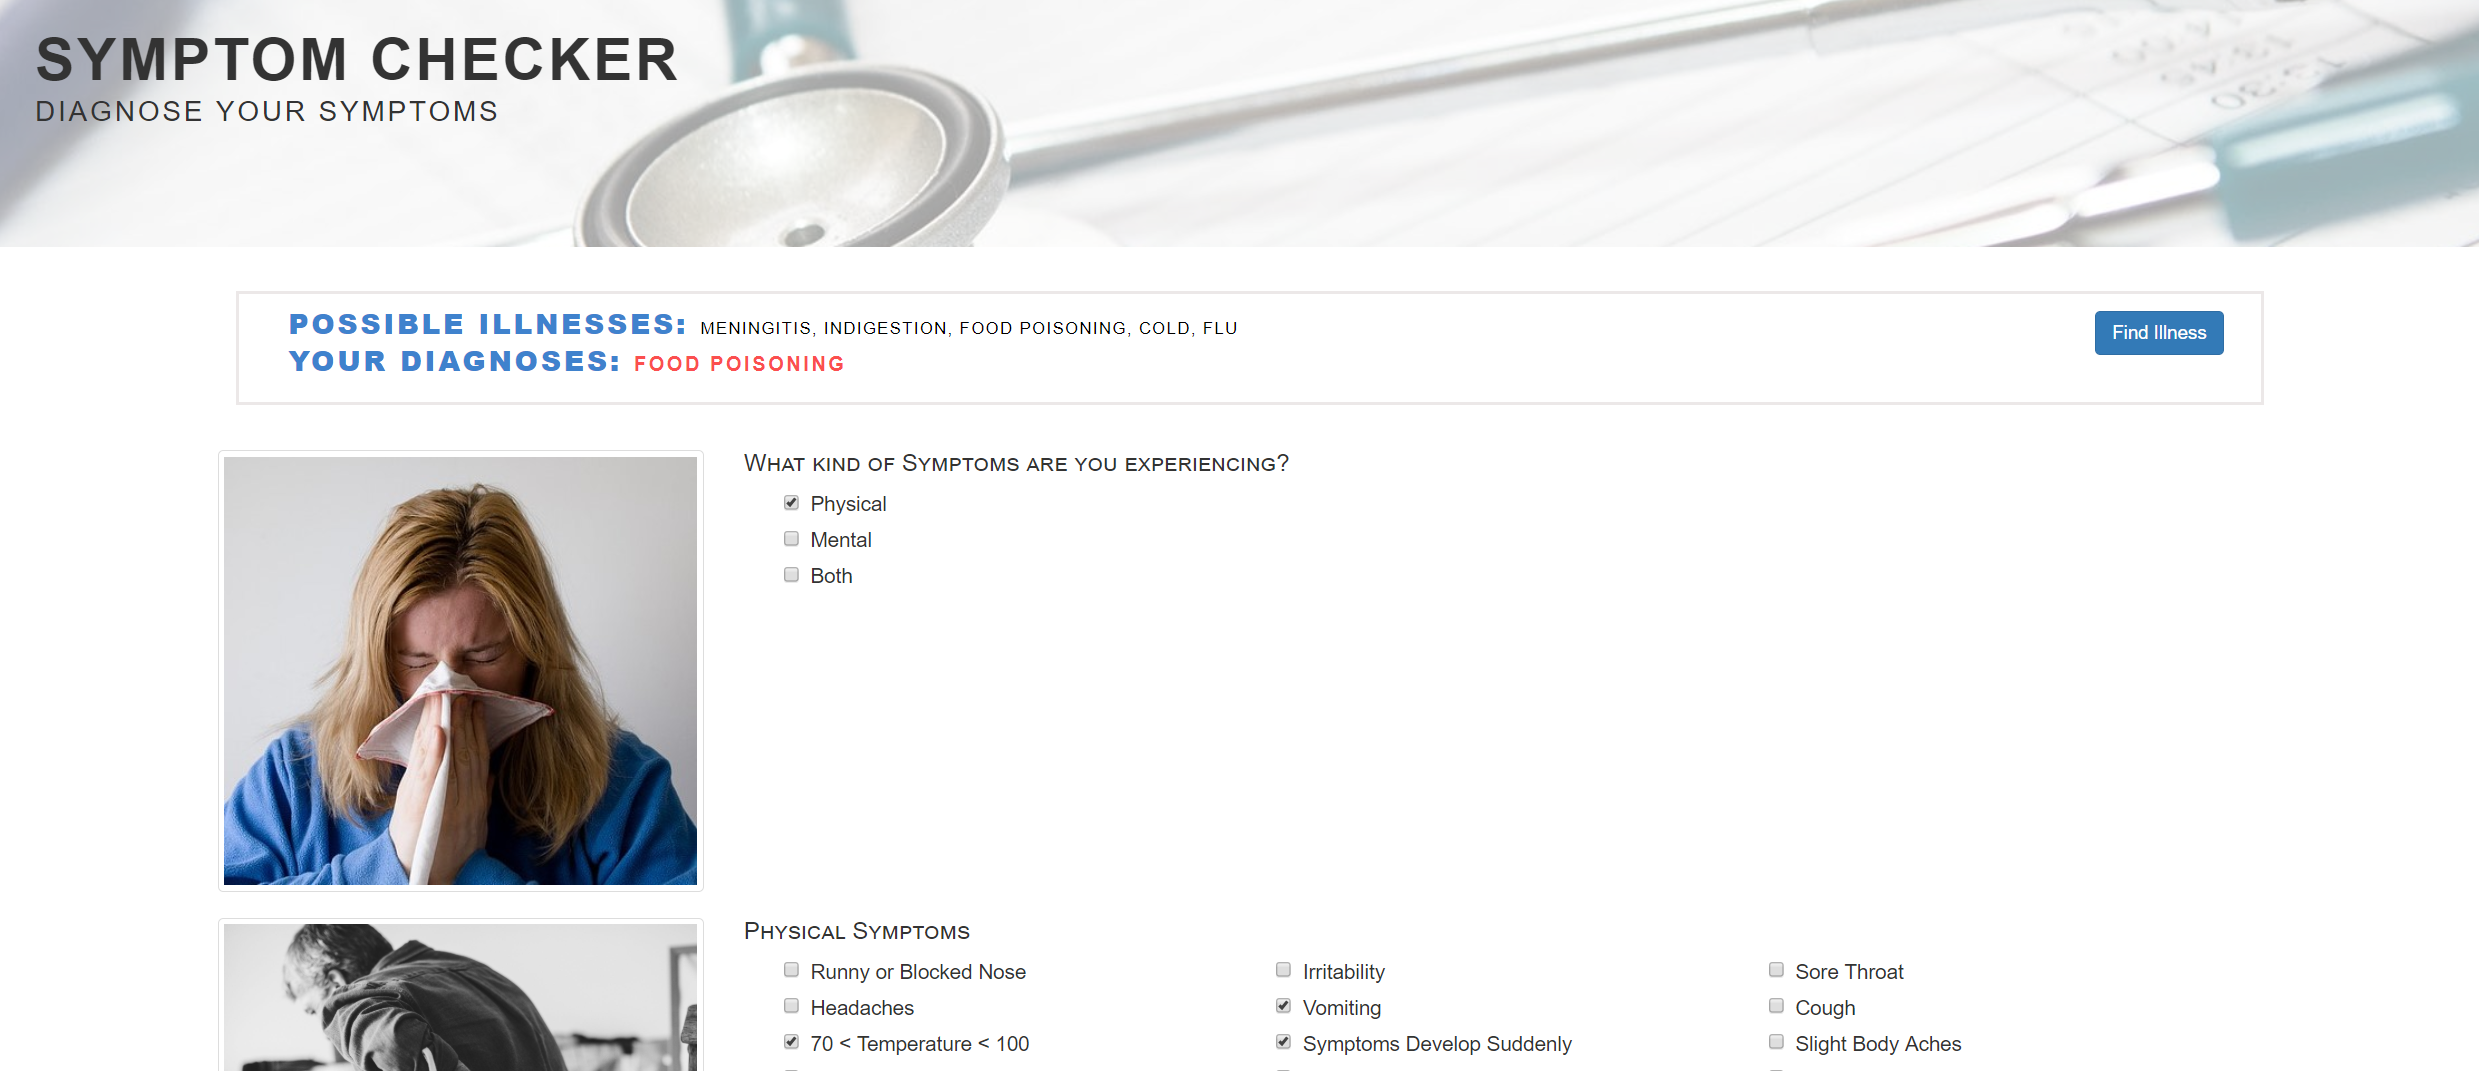 SYMPTOM CHECKER
DIAGNOSE YOUR SYMPTOMS
POSSIBLE ILLNESSES: MENINGITIS, INDIGESTION, FOOD POISONING, COLD, FLU
Find Illness
YOUR DIAGNOSES: FOOD POISONING
WHAT KIND OF SYMPTOMS ARE YOU EXPERIENCING?
Physical
Mental
Both
PHYSICAL SYMPTOMS
Runny or Blocked Nose
Irritability
Sore Throat
Headaches
Vomiting
Cough
70 < Temperature < 100
Symptoms Develop Suddenly
Slight Body Aches